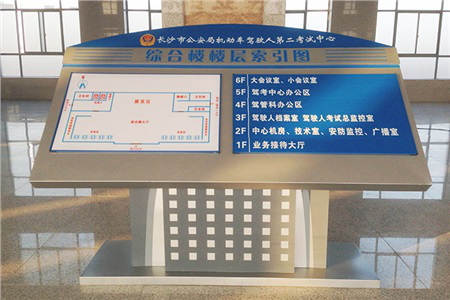 长沙市公安局机动车驾驶人第二考试中心
综合楼楼层索引图
6F 大会议室、小会议室
5F 驾考中心办公区
4F 驾管科办公区
3F 驾驶人档案室 驾驶人考试总监控室
2F 中心机房、技术室、安防监控、广播室
1F 业务接待大厅